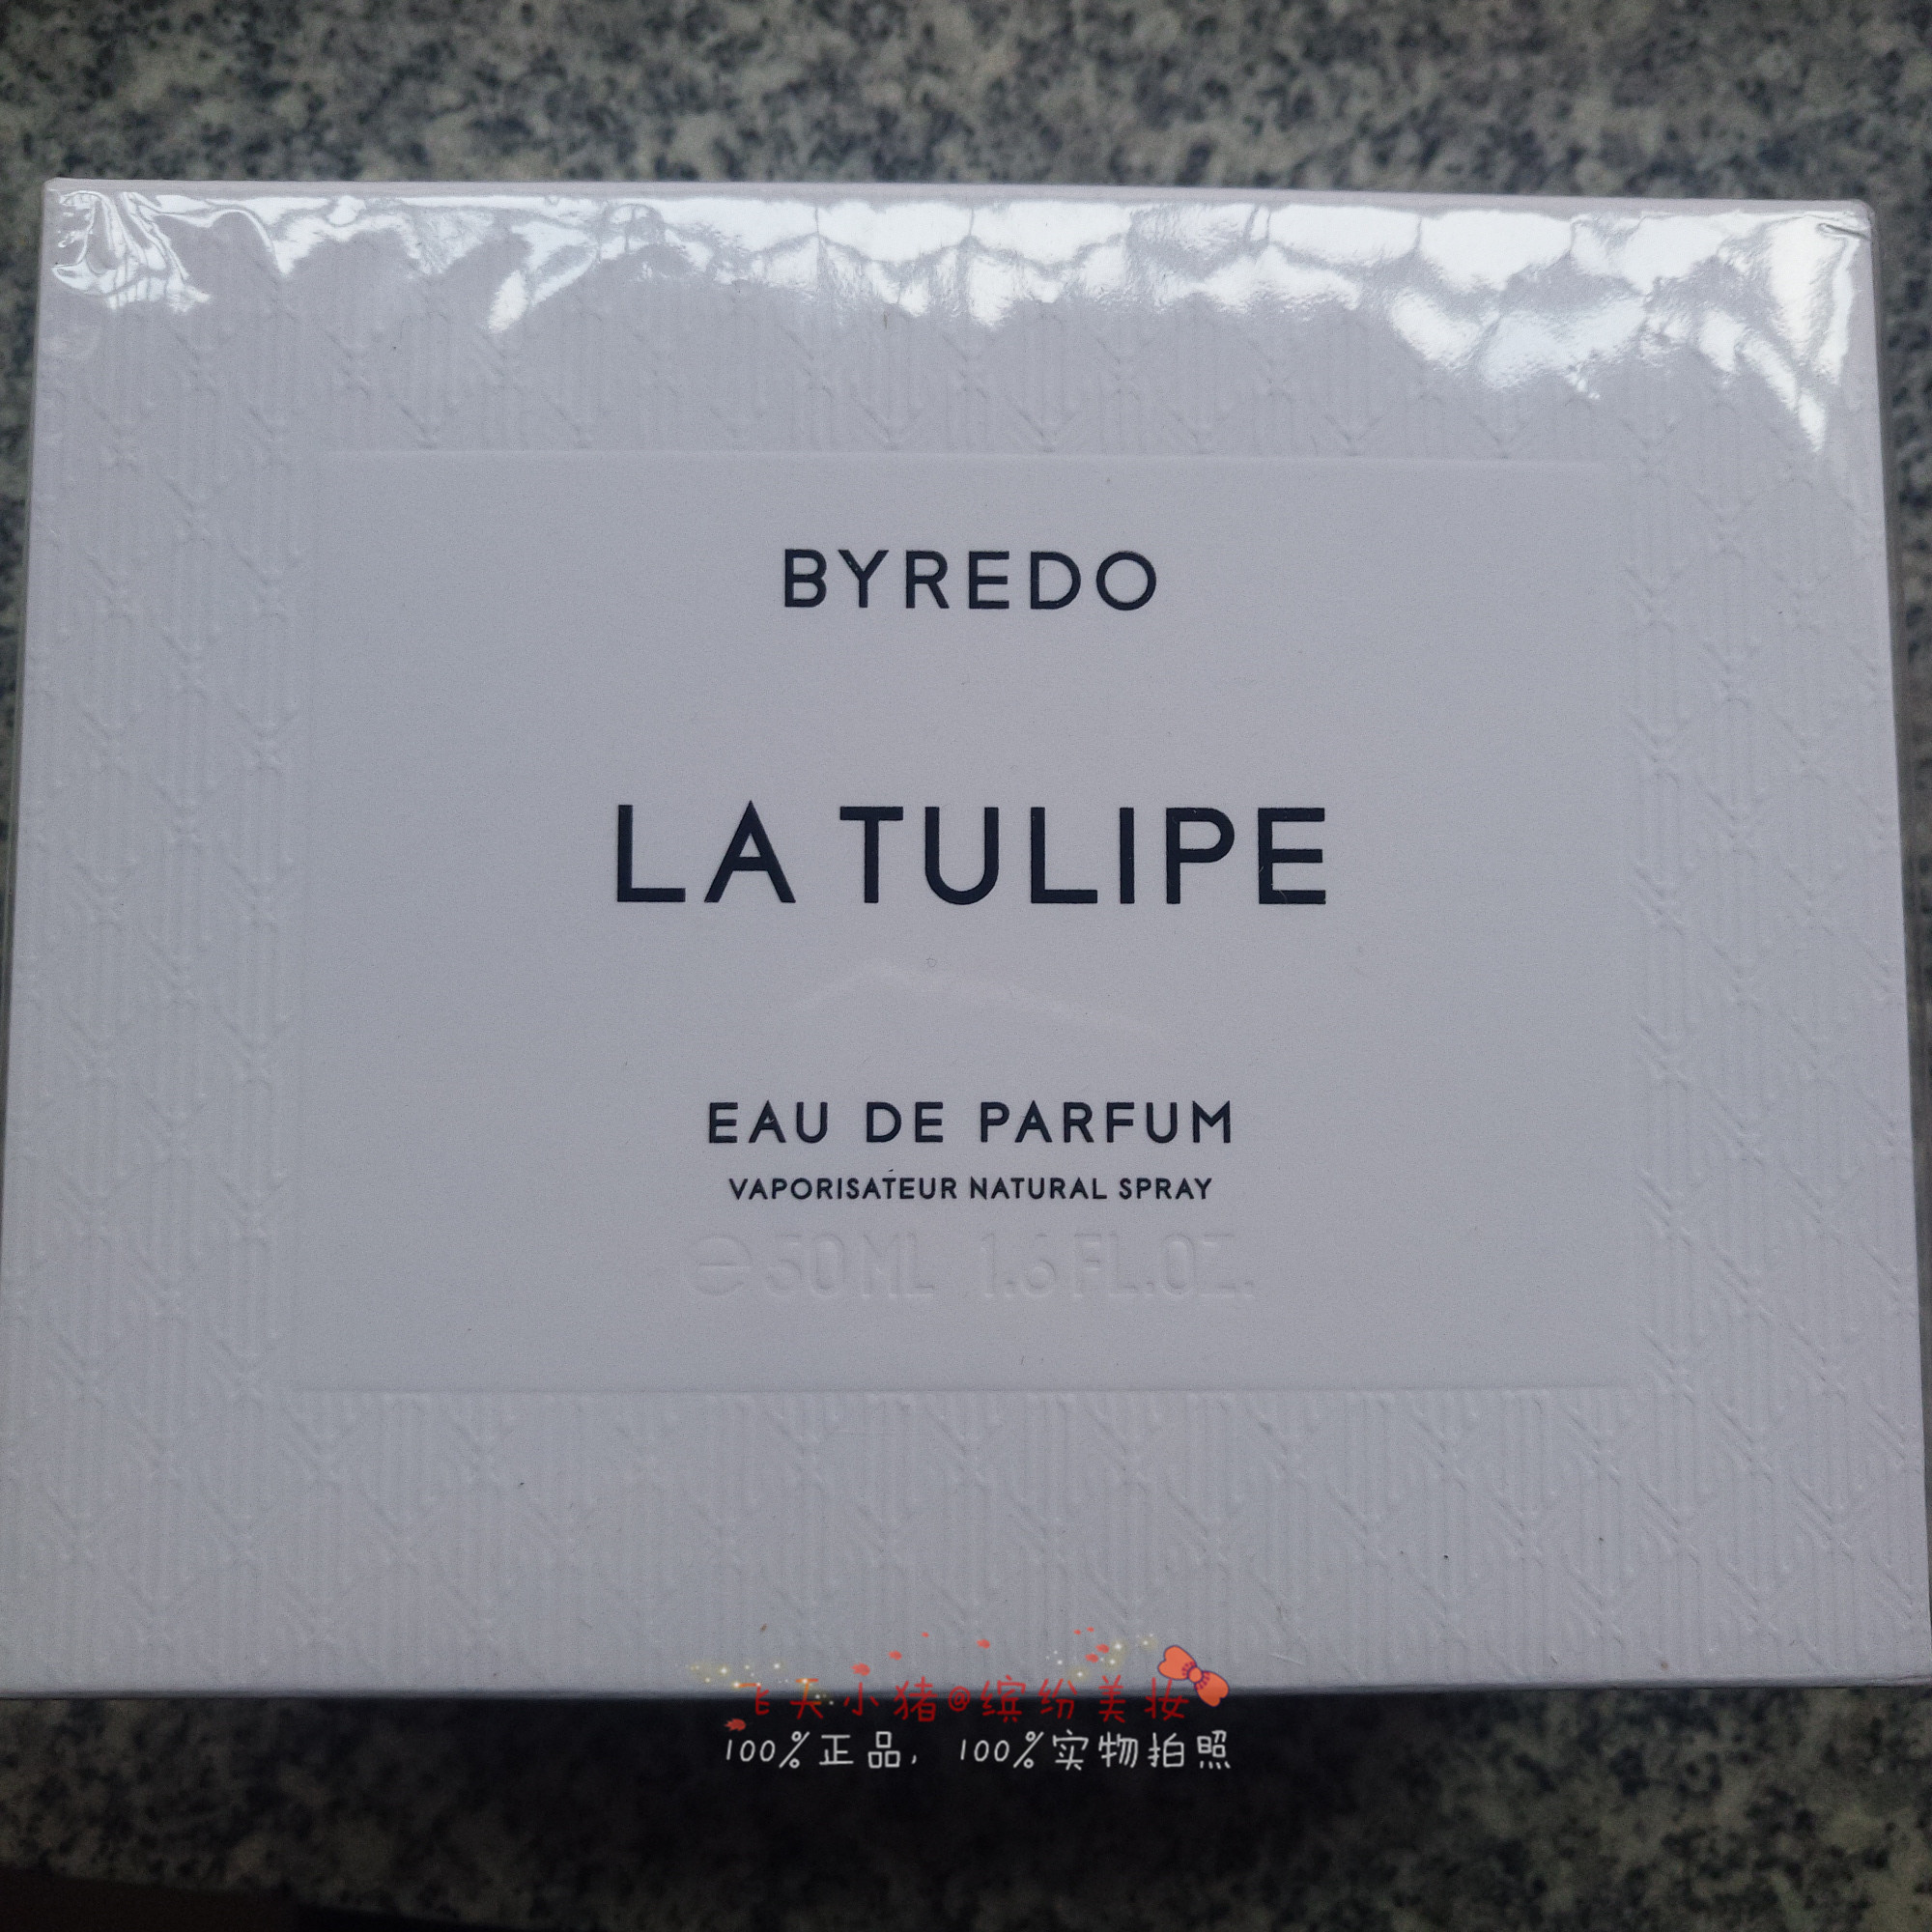 BYREDO
LA TULIPE
EAU DE PARFUM
VAPORISATEUR NATURAL SPRAY
℮50ML 1.6FL.OZ.
飞天小猪@缤纷美妆
100%正品，100%实物拍照